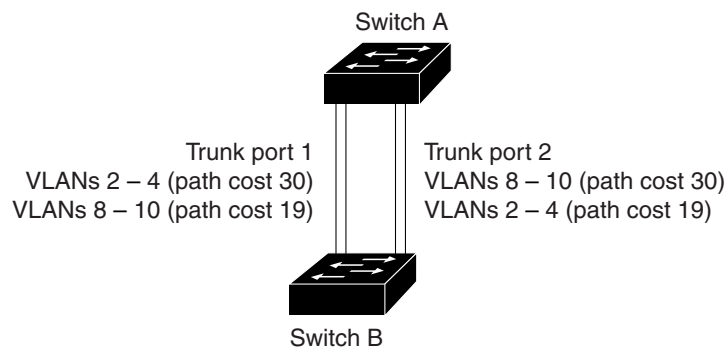 Switch A
Trunk port 1
VLANs 2 – 4 (path cost 30)
VLANs 8 – 10 (path cost 19)
Trunk port 2
VLANs 8 – 10 (path cost 30)
VLANs 2 – 4 (path cost 19)
Switch B